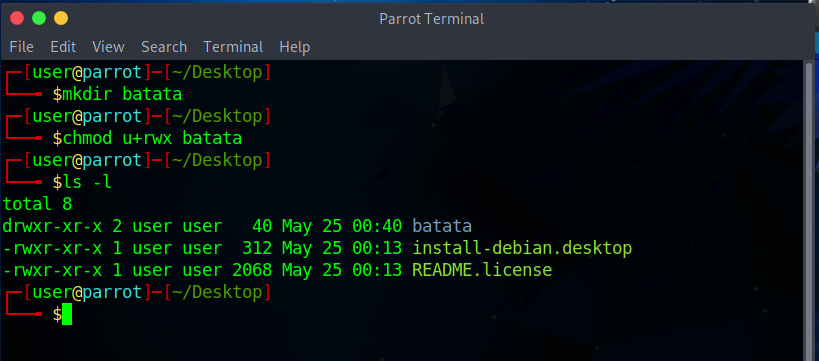 Parrot Terminal
File Edit View Search Terminal Help
┌─[user@parrot]─[~/Desktop]
└──╼ $mkdir batata
┌─[user@parrot]─[~/Desktop]
└──╼ $chmod u+rwx batata
┌─[user@parrot]─[~/Desktop]
└──╼ $ls -l
total 8
drwxr-xr-x 2 user user   40 May 25 00:40 batata
-rwxr-xr-x 1 user user  312 May 25 00:13 install-debian.desktop
-rwxr-xr-x 1 user user 2068 May 25 00:13 README.license
┌─[user@parrot]─[~/Desktop]
└──╼ $